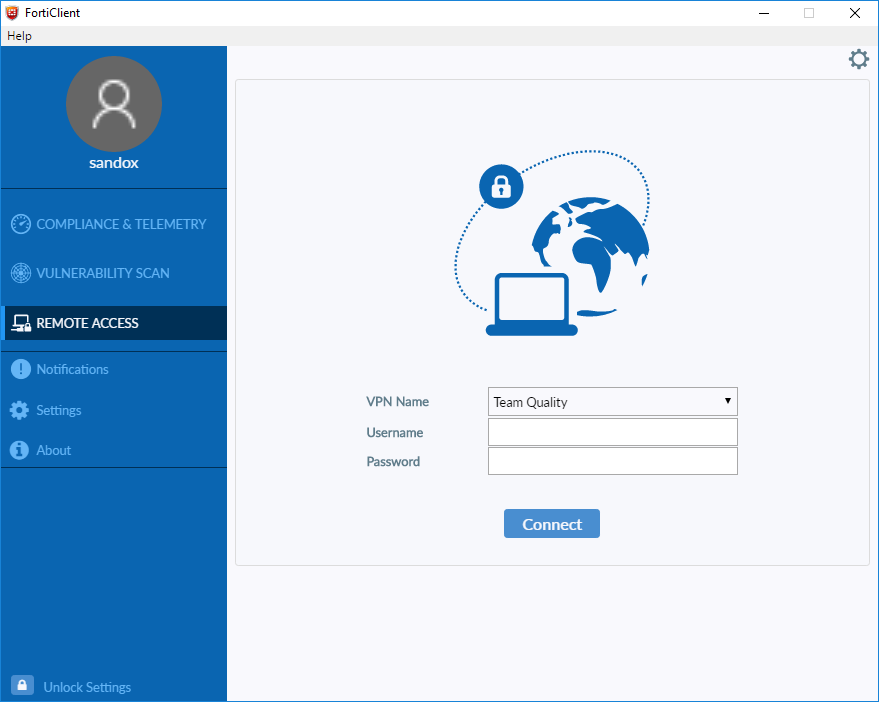 FortiClient
Help
sandox
COMPLIANCE & TELEMETRY
VULNERABILITY SCAN
REMOTE ACCESS
Notifications
Settings
About
Unlock Settings
VPN Name
Team Quality
Username
Password
Connect